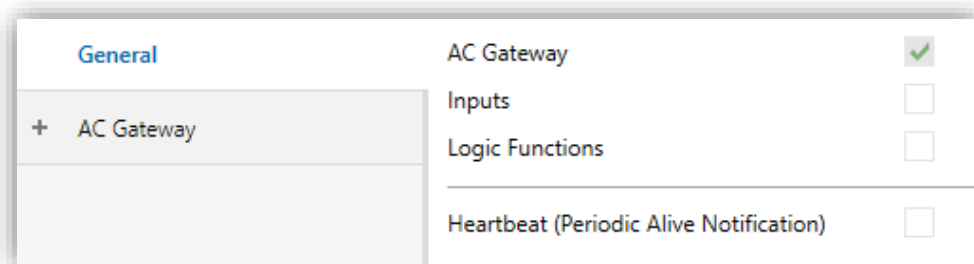 General
+ AC Gateway
AC Gateway
Inputs
Logic Functions
Heartbeat (Periodic Alive Notification)